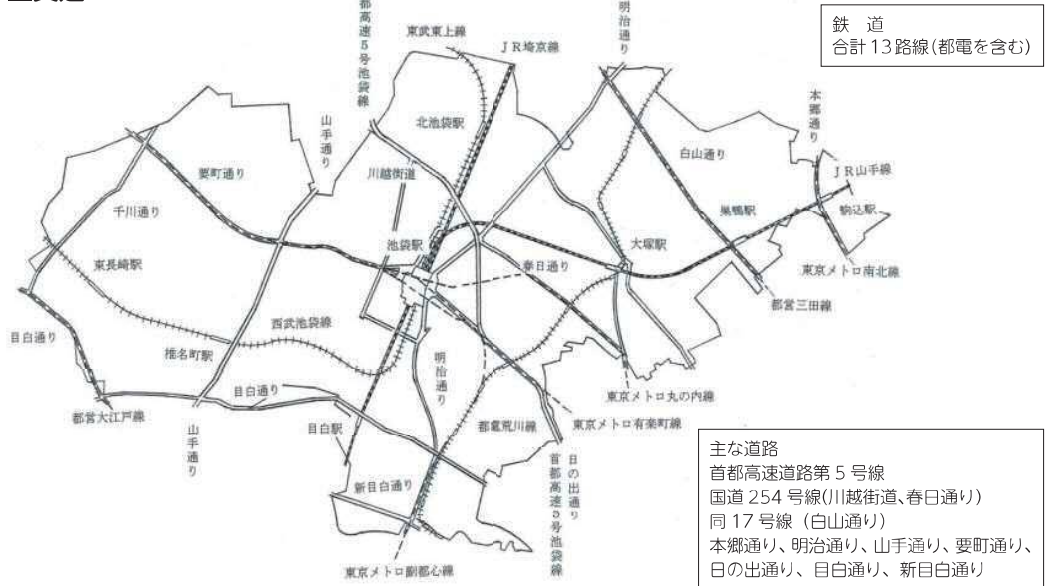 鉄　道
合計13路線(都電を含む)
都高速5号池袋線
東武東上線
JR埼京線
明治通り
本郷通り
山手通り
北池袋駅
川越街道
白山通り
JR山手線
要町通り
千川通り
巣鴨駅
駒込駅
池袋駅
大塚駅
東長崎駅
春日通り
東京メトロ南北線
都営三田線
目白通り
西武池袋線
椎名町駅
明治通り
目白通り
東京メトロ丸の内線
都営大江戸線
目白駅
都電荒川線
東京メトロ有楽町線
山手通り
新目白通り
首都高速5号池袋線
日の出通り
東京メトロ副都心線
主な道路
首都高速道路第5号線
国道254号線(川越街道、春日通り)
同17号線（白山通り）
本郷通り、明治通り、山手通り、要町通り、
日の出通り、目白通り、新目白通り